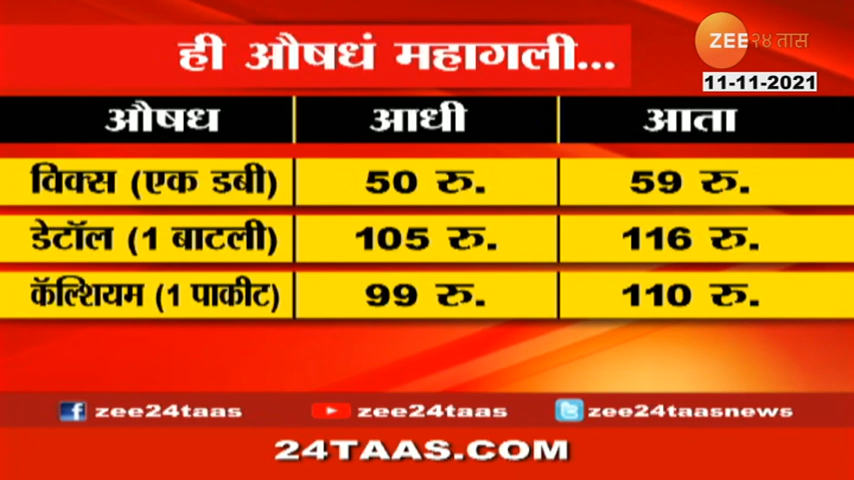 ही औषधं महागली...
ZEE २४ तास
11-11-2021
औषध आधी आता
विक्स (एक डबी) 50 रु. 59 रु.
डेटॉल (1 बाटली) 105 रु. 116 रु.
कॅल्शियम (1 पाकीट) 99 रु. 110 रु.
zee24taas zee24taas zee24taasnews
24TAAS.COM